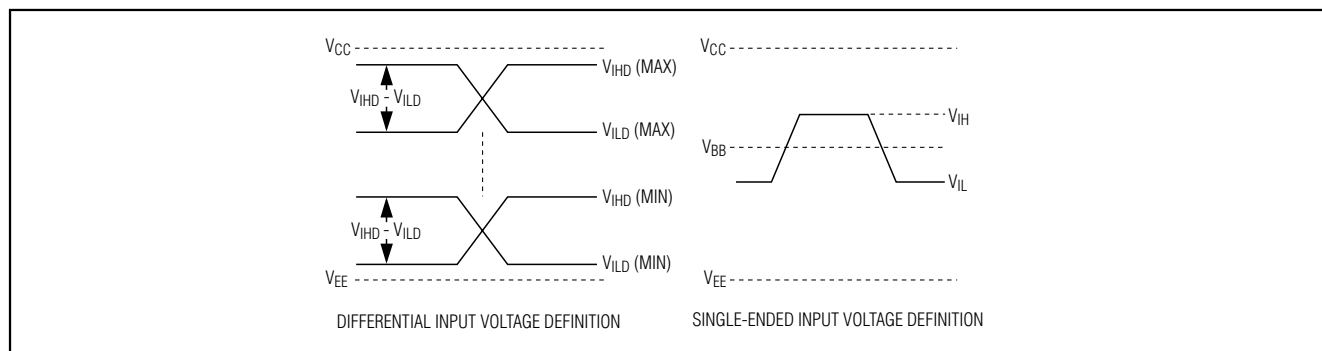 VCC
VIHD (MAX)
VIHD - VILD
VILD (MAX)
VIHD (MIN)
VIHD - VILD
VILD (MIN)
VEE
DIFFERENTIAL INPUT VOLTAGE DEFINITION
VCC
VIH
VBB
VIL
VEE
SINGLE-ENDED INPUT VOLTAGE DEFINITION